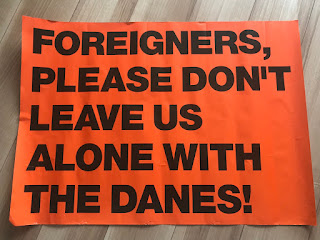 FOREIGNERS,
PLEASE DON'T
LEAVE US
ALONE WITH
THE DANES!